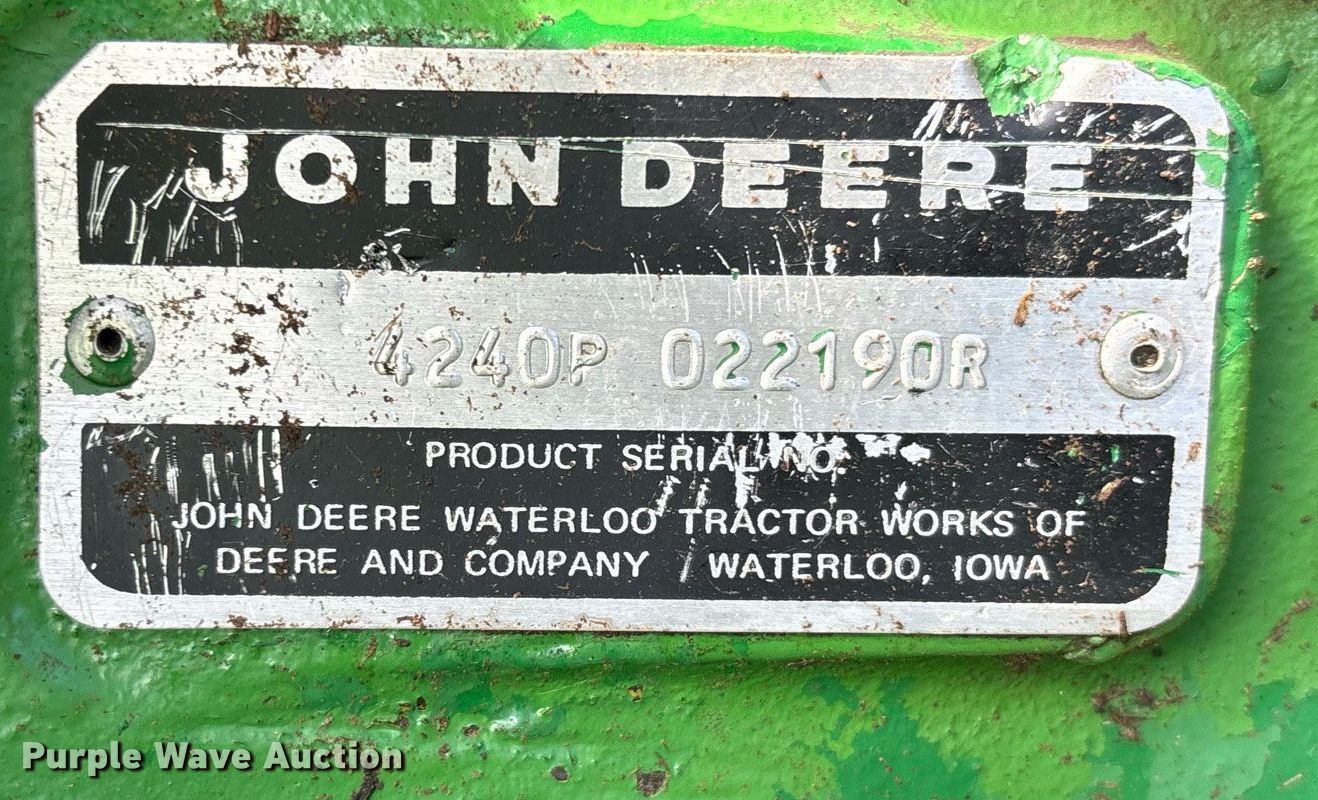 JOHN DEERE
4240P 022190R
PRODUCT SERIAL NO.
JOHN DEERE WATERLOO TRACTOR WORKS OF
DEERE AND COMPANY WATERLOO, IOWA
Purple Wave Auction